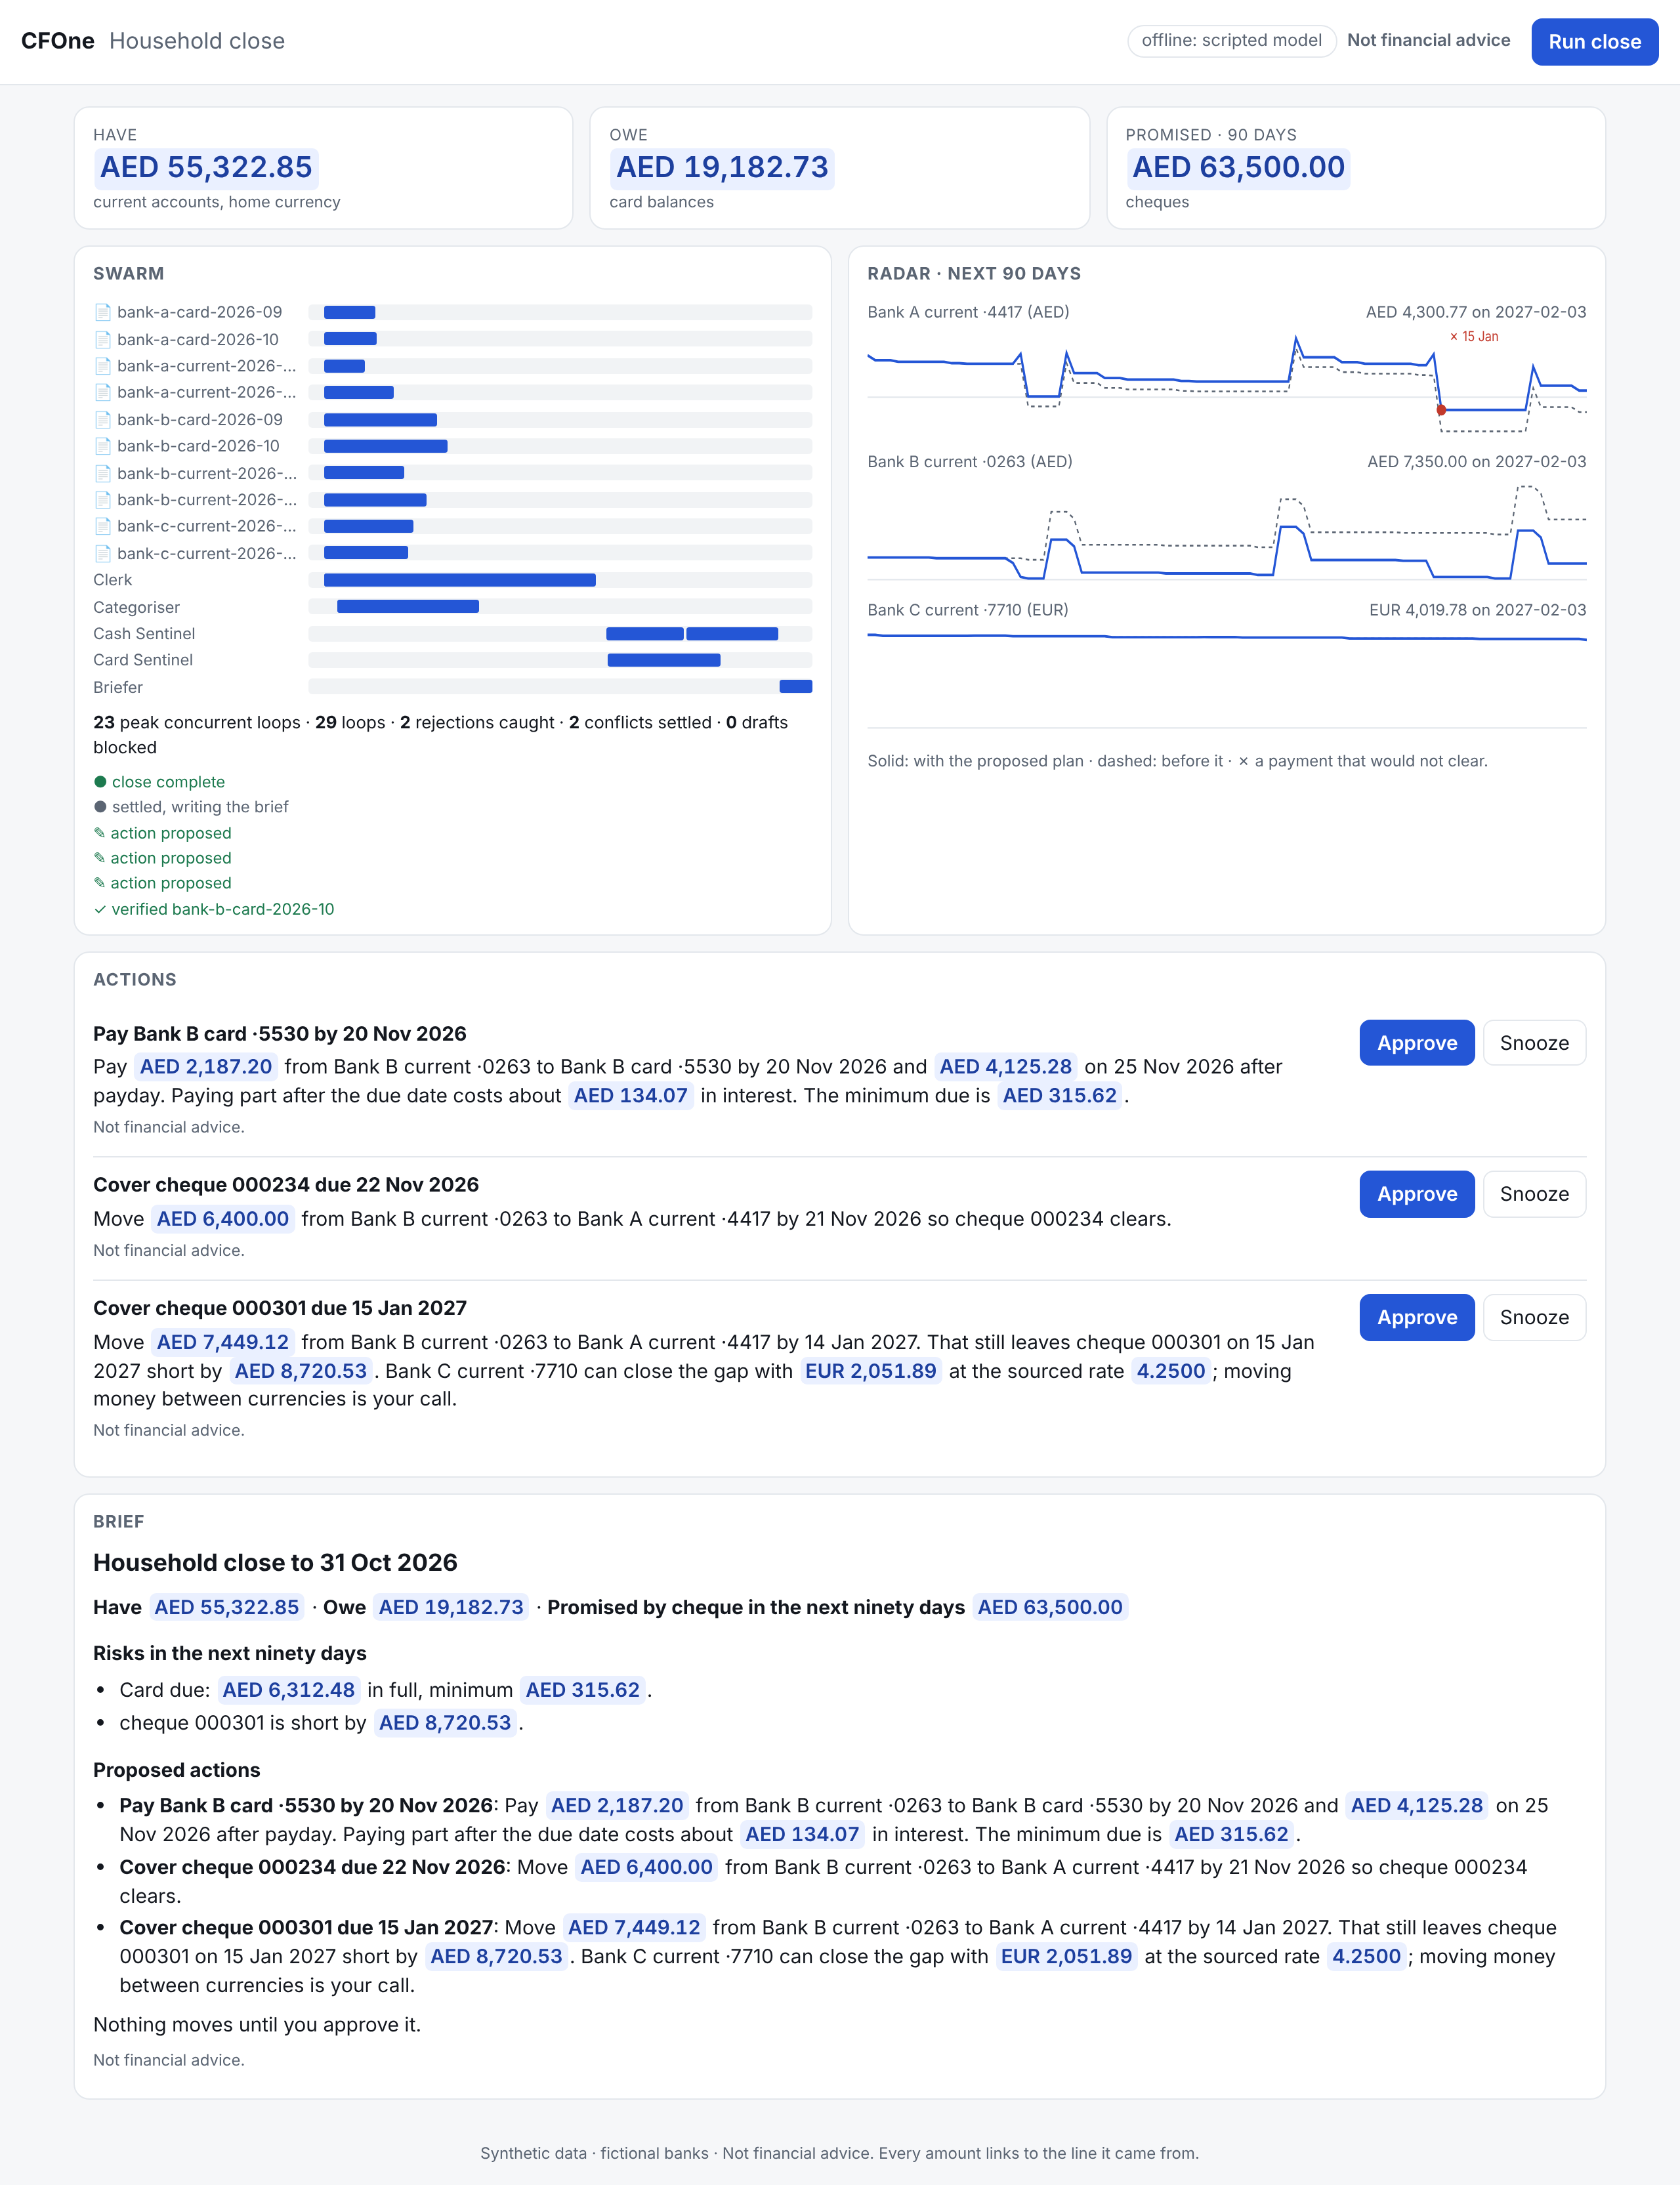 CFOne Household close
offline: scripted model
Not financial advice
Run close
HAVE
AED 55,322.85
current accounts, home currency
OWE
AED 19,182.73
card balances
PROMISED · 90 DAYS
AED 63,500.00
cheques
SWARM
bank-a-card-2026-09
bank-a-card-2026-10
bank-a-current-2026-...
bank-a-current-2026-...
bank-b-card-2026-09
bank-b-card-2026-10
bank-b-current-2026-...
bank-b-current-2026-...
bank-c-current-2026-...
bank-c-current-2026-...
Clerk
Categoriser
Cash Sentinel
Card Sentinel
Briefer
23 peak concurrent loops · 29 loops · 2 rejections caught · 2 conflicts settled · 0 drafts
blocked
● close complete
● settled, writing the brief
✎ action proposed
✎ action proposed
✎ action proposed
✓ verified bank-b-card-2026-10
RADAR · NEXT 90 DAYS
Bank A current ·4417 (AED)
AED 4,300.77 on 2027-02-03
× 15 Jan
Bank B current ·0263 (AED)
AED 7,350.00 on 2027-02-03
Bank C current ·7710 (EUR)
EUR 4,019.78 on 2027-02-03
Solid: with the proposed plan · dashed: before it · × a payment that would not clear.
ACTIONS
Pay Bank B card ·5530 by 20 Nov 2026
Pay AED 2,187.20 from Bank B current ·0263 to Bank B card ·5530 by 20 Nov 2026 and AED 4,125.28 on 25 Nov 2026 after
payday. Paying part after the due date costs about AED 134.07 in interest. The minimum due is AED 315.62.
Not financial advice.
Approve
Snooze
Cover cheque 000234 due 22 Nov 2026
Move AED 6,400.00 from Bank B current ·0263 to Bank A current ·4417 by 21 Nov 2026 so cheque 000234 clears.
Not financial advice.
Approve
Snooze
Cover cheque 000301 due 15 Jan 2027
Move AED 7,449.12 from Bank B current ·0263 to Bank A current ·4417 by 14 Jan 2027. That still leaves cheque 000301 on 15 Jan
2027 short by AED 8,720.53. Bank C current ·7710 can close the gap with EUR 2,051.89 at the sourced rate 4.2500; moving
money between currencies is your call.
Not financial advice.
Approve
Snooze
BRIEF
Household close to 31 Oct 2026
Have AED 55,322.85 · Owe AED 19,182.73 · Promised by cheque in the next ninety days AED 63,500.00
Risks in the next ninety days
• Card due: AED 6,312.48 in full, minimum AED 315.62.
• cheque 000301 is short by AED 8,720.53.
Proposed actions
• Pay Bank B card ·5530 by 20 Nov 2026: Pay AED 2,187.20 from Bank B current ·0263 to Bank B card ·5530 by 20 Nov 2026 and AED 4,125.28 on 25
Nov 2026 after payday. Paying part after the due date costs about AED 134.07 in interest. The minimum due is AED 315.62.
• Cover cheque 000234 due 22 Nov 2026: Move AED 6,400.00 from Bank B current ·0263 to Bank A current ·4417 by 21 Nov 2026 so cheque 000234
clears.
• Cover cheque 000301 due 15 Jan 2027: Move AED 7,449.12 from Bank B current ·0263 to Bank A current ·4417 by 14 Jan 2027. That still leaves cheque
000301 on 15 Jan 2027 short by AED 8,720.53. Bank C current ·7710 can close the gap with EUR 2,051.89 at the sourced rate 4.2500; moving money
between currencies is your call.
Nothing moves until you approve it.
Not financial advice.
Synthetic data · fictional banks · Not financial advice. Every amount links to the line it came from.